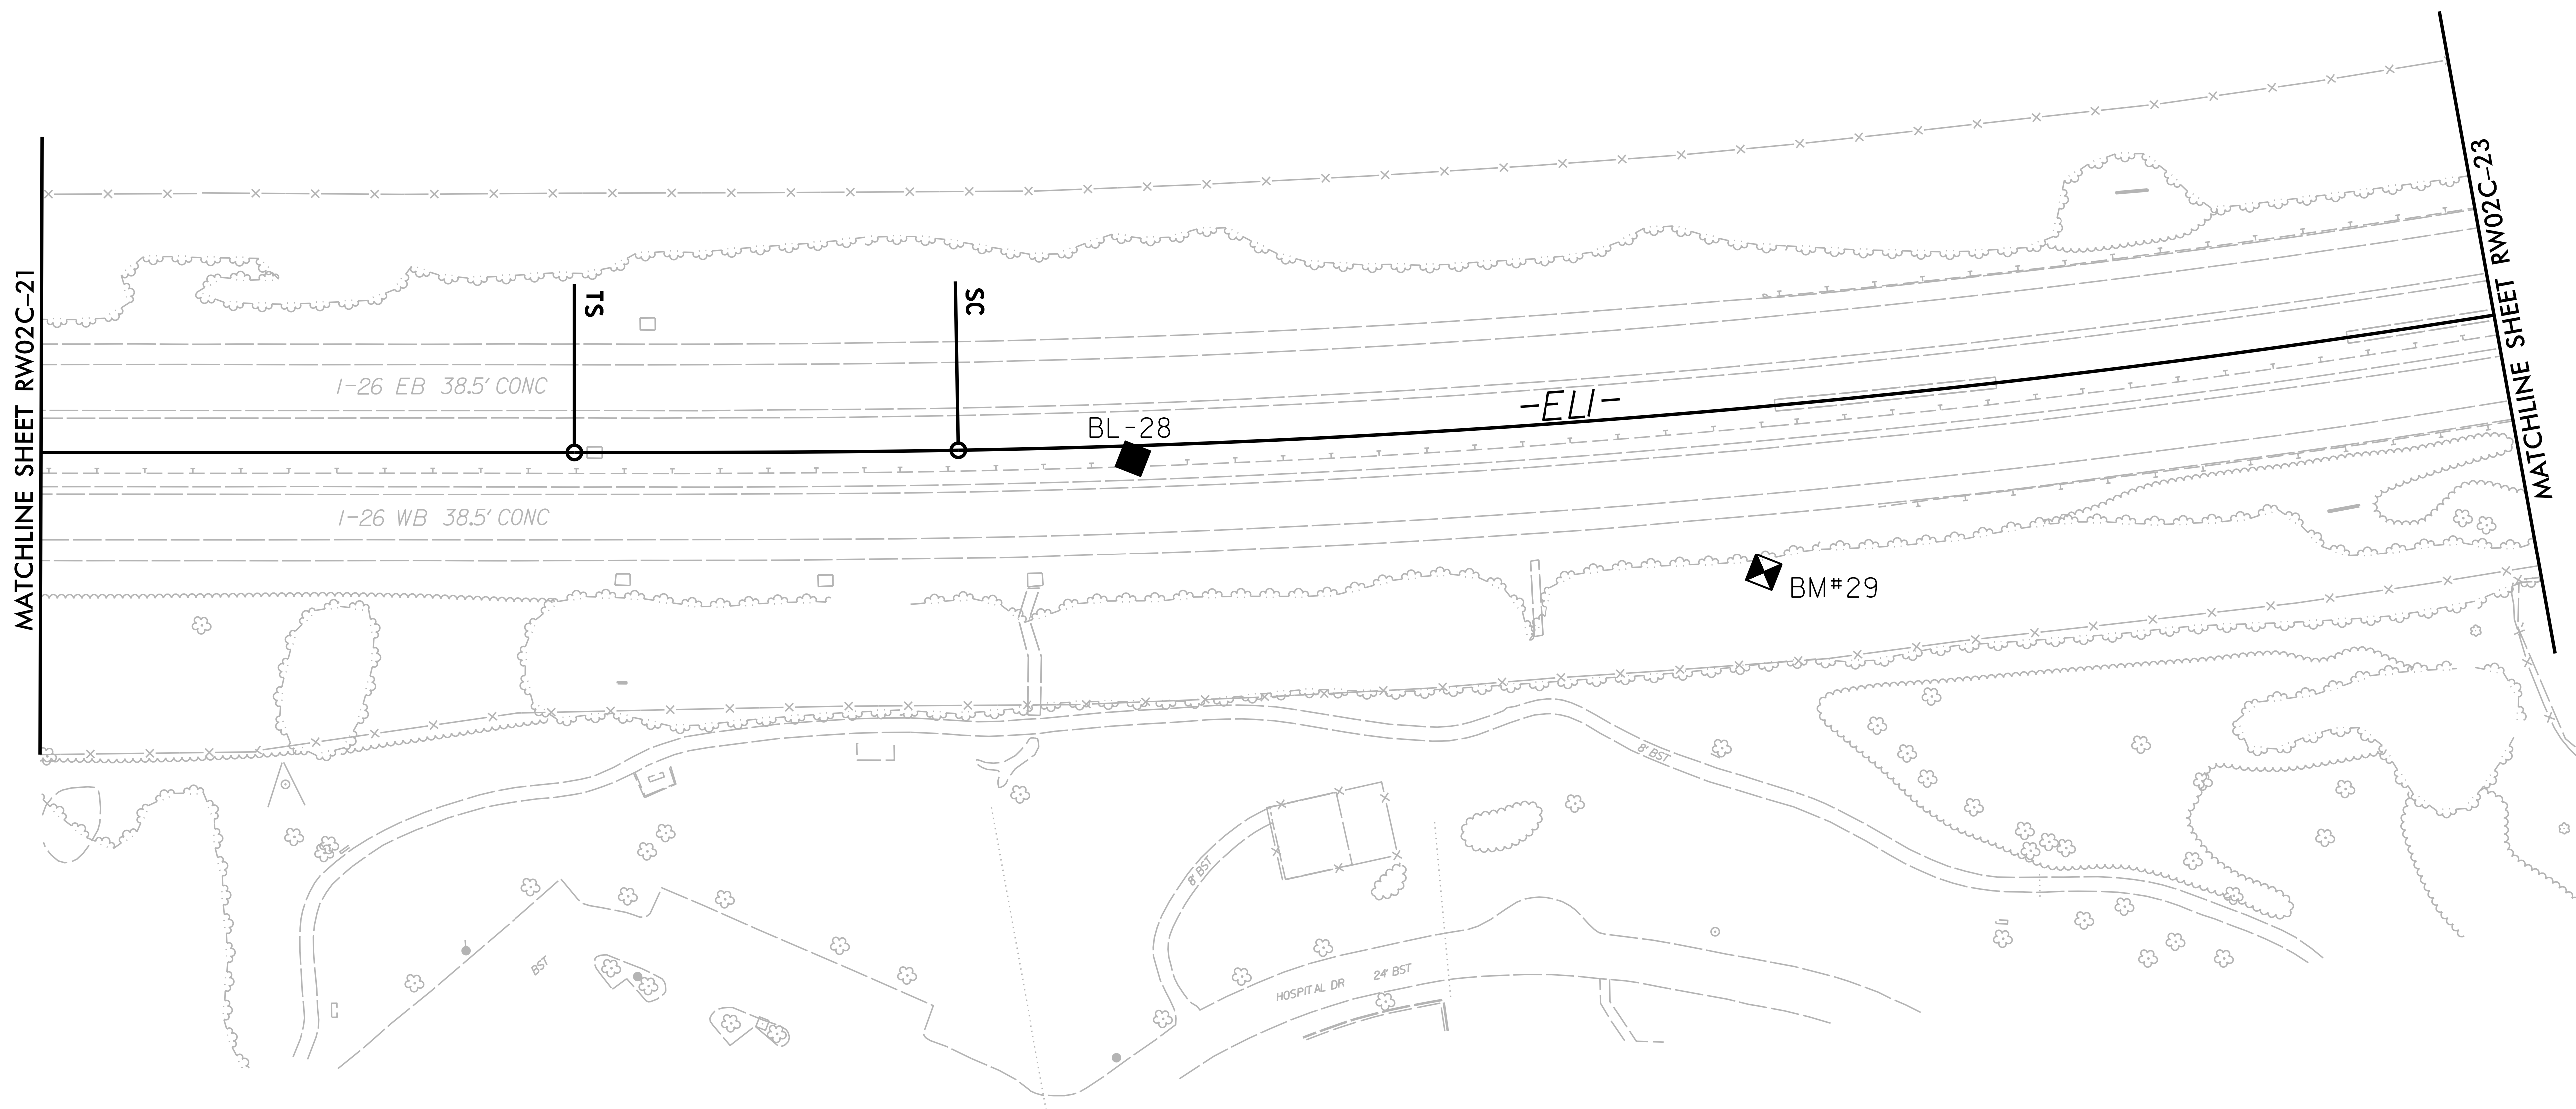 MATCHLINE SHEET RW02C-21
I-26 EB 38.5' CONC
TS
SC
BL-28
-EL1-
I-26 WB 38.5' CONC
BM#29
MATCHLINE SHEET RW02C-23
8' BST
8' BST
BST
HOSPITAL DR 24' BST